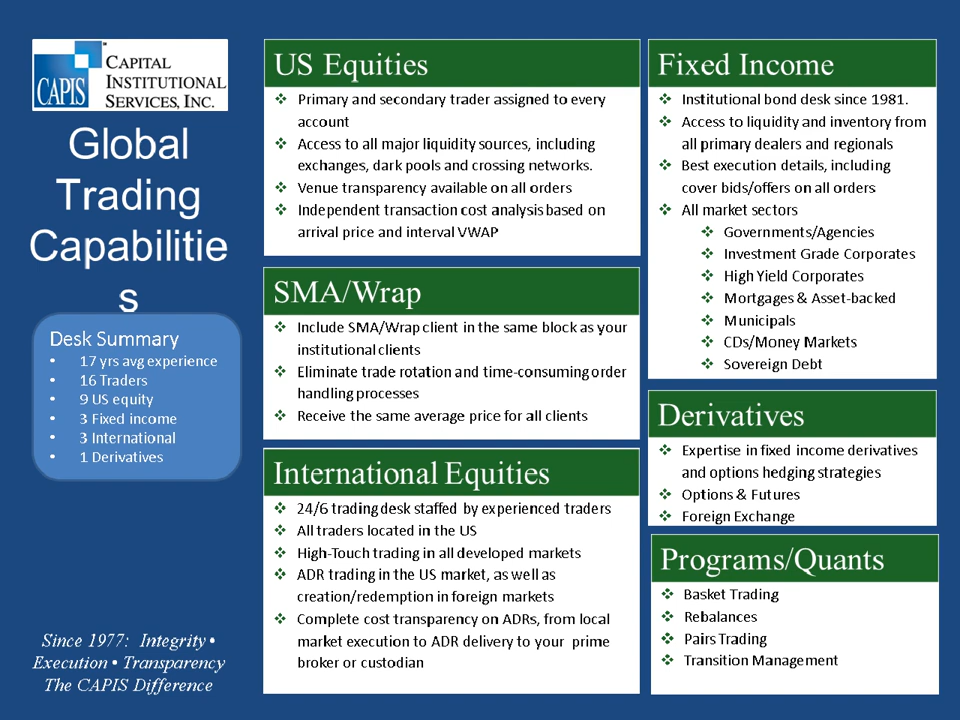 CAPIS
CAPITAL
INSTITUTIONAL
SERVICES, INC.
Global
Trading
Capabilitie
s
Desk Summary
• 17 yrs avg experience
• 16 Traders
• 9 US equity
• 3 Fixed income
• 3 International
• 1 Derivatives
Since 1977: Integrity •
Execution • Transparency
The CAPIS Difference
US Equities
❖ Primary and secondary trader assigned to every
account
❖ Access to all major liquidity sources, including
exchanges, dark pools and crossing networks.
❖ Venue transparency available on all orders
❖ Independent transaction cost analysis based on
arrival price and interval VWAP
SMA/Wrap
❖ Include SMA/Wrap client in the same block as your
institutional clients
❖ Eliminate trade rotation and time-consuming order
handling processes
❖ Receive the same average price for all clients
International Equities
❖ 24/6 trading desk staffed by experienced traders
❖ All traders located in the US
❖ High-Touch trading in all developed markets
❖ ADR trading in the US market, as well as
creation/redemption in foreign markets
❖ Complete cost transparency on ADRs, from local
market execution to ADR delivery to your prime
broker or custodian
Fixed Income
❖ Institutional bond desk since 1981.
❖ Access to liquidity and inventory from
all primary dealers and regionals
❖ Best execution details, including
cover bids/offers on all orders
❖ All market sectors
❖ Governments/Agencies
❖ Investment Grade Corporates
❖ High Yield Corporates
❖ Mortgages & Asset-backed
❖ Municipals
❖ CDs/Money Markets
❖ Sovereign Debt
Derivatives
❖ Expertise in fixed income derivatives
and options hedging strategies
❖ Options & Futures
❖ Foreign Exchange
Programs/Quants
❖ Basket Trading
❖ Rebalances
❖ Pairs Trading
❖ Transition Management